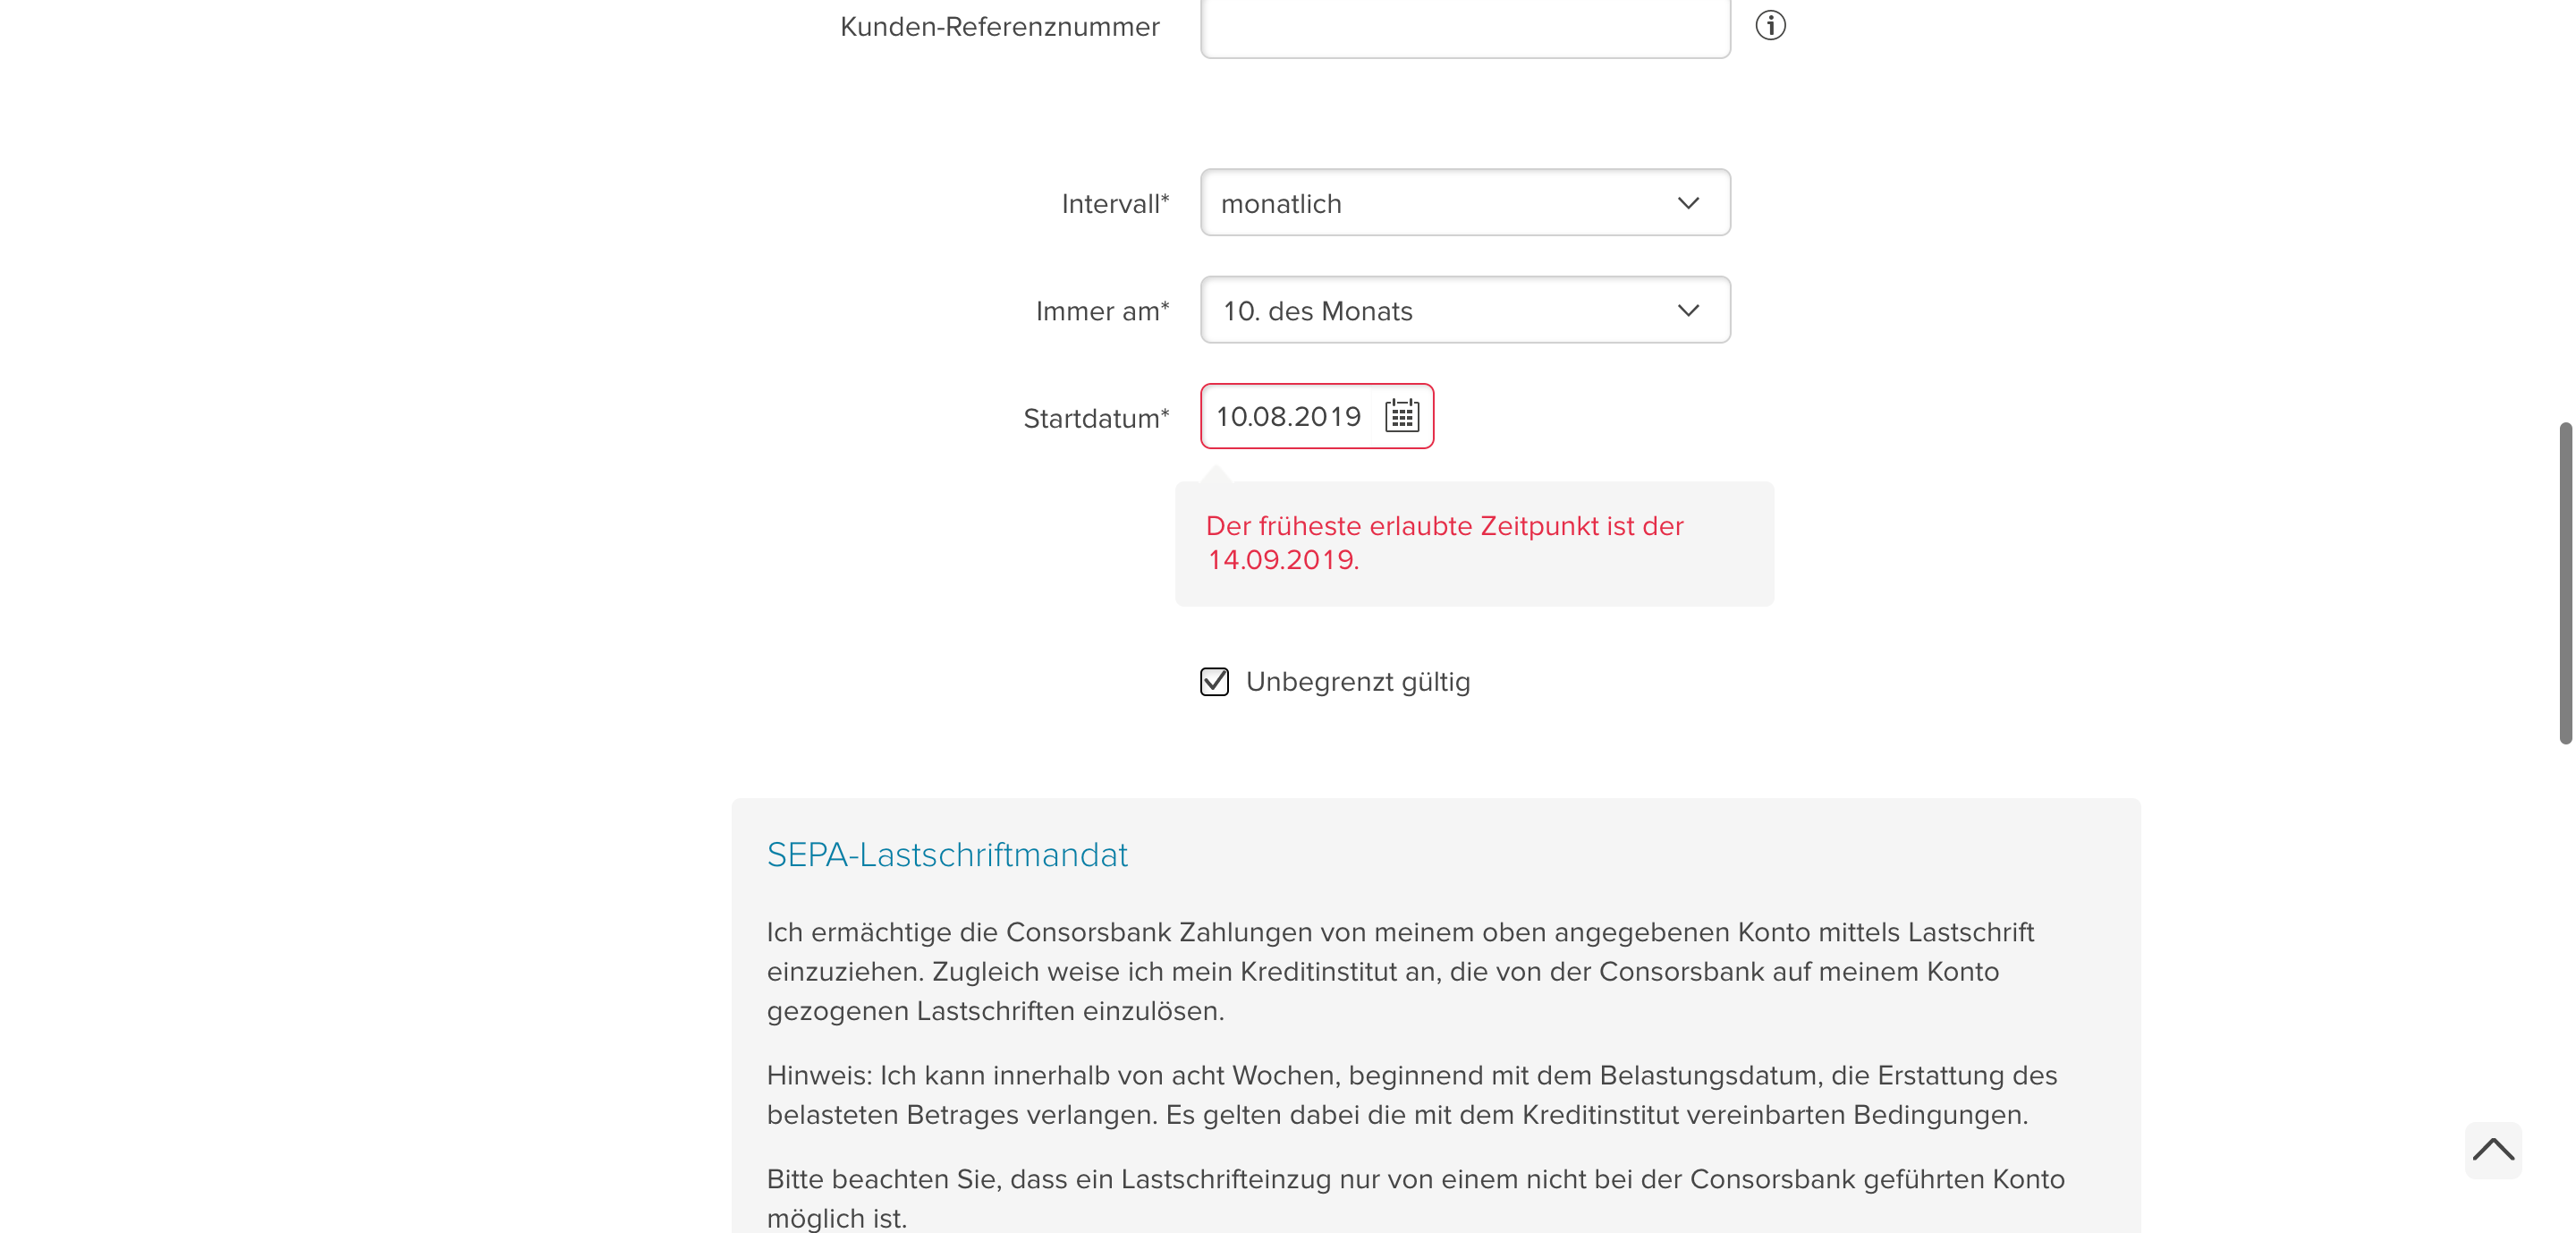 Kunden-Referenznummer
Intervall* monatlich
Immer am* 10. des Monats
Startdatum* 10.08.2019
Der früheste erlaubte Zeitpunkt ist der
14.09.2019.
Unbegrenzt gültig
SEPA-Lastschriftmandat
Ich ermächtige die Consorsbank Zahlungen von meinem oben angegebenen Konto mittels Lastschrift
einzuziehen. Zugleich weise ich mein Kreditinstitut an, die von der Consorsbank auf meinem Konto
gezogenen Lastschriften einzulösen.
Hinweis: Ich kann innerhalb von acht Wochen, beginnend mit dem Belastungsdatum, die Erstattung des
belasteten Betrages verlangen. Es gelten dabei die mit dem Kreditinstitut vereinbarten Bedingungen.
Bitte beachten Sie, dass ein Lastschrifteinzug nur von einem nicht bei der Consorsbank geführten Konto
möglich ist.